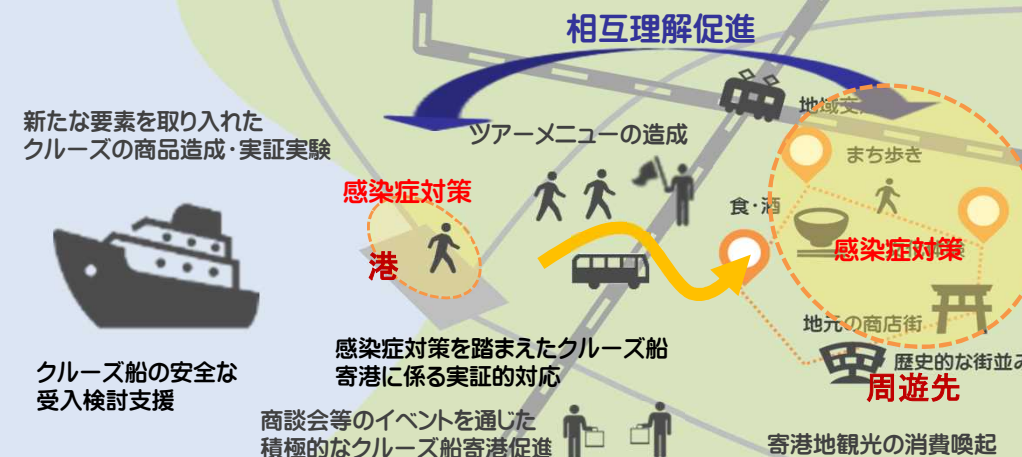 相互理解促進
新たな要素を取り入れた
クルーズの商品造成・実証実験
ツアーメニューの造成
地域交
まち歩き
感染症対策
食・酒
港
感染症対策
地元の商店街
歴史的な街並み
周遊先
クルーズ船の安全な
受入検討支援
感染症対策を踏まえたクルーズ船
寄港に係る実証的対応
商談会等のイベントを通じた
積極的なクルーズ船寄港促進
寄港地観光の消費喚起